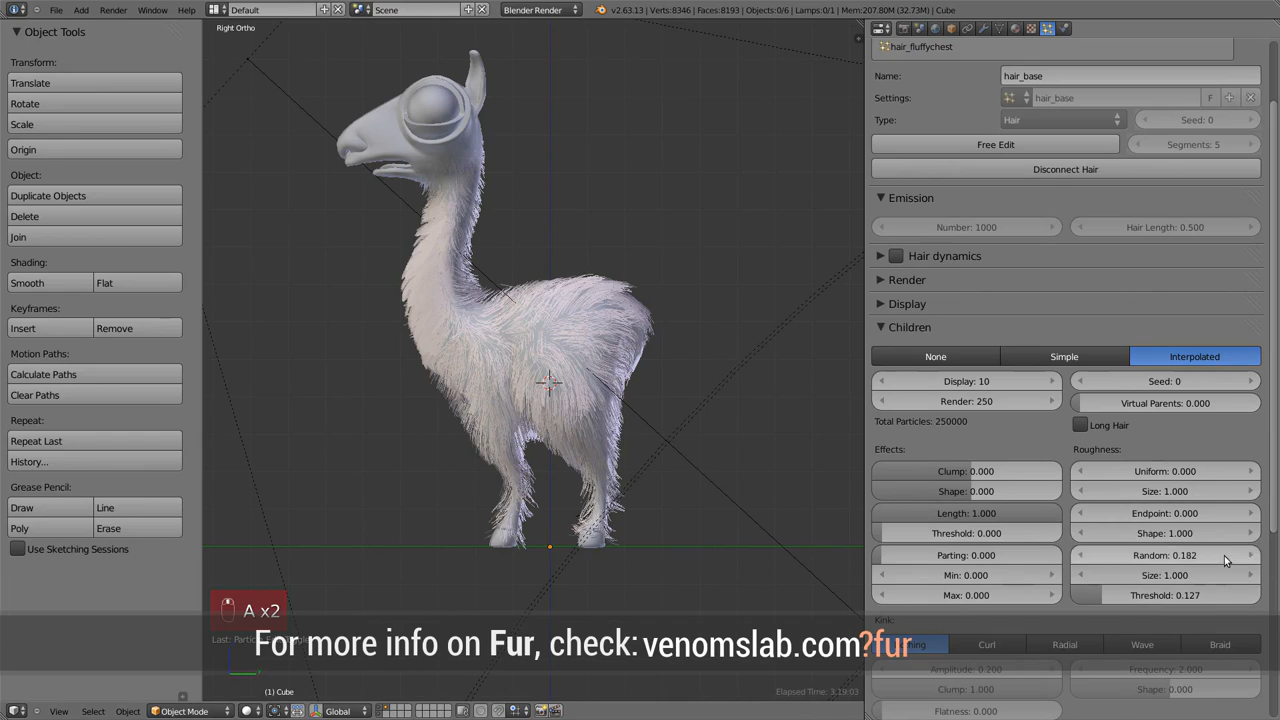 File Add Render Window Help Default Scene Blender Render v2.63.13 | Verts:8346 | Faces:8193 | Objects:0/6 | Lamps:0/1 | Mem:207.80M (32.73M) | Cube
Object Tools
Right Ortho
hair_fluffychest
Transform:
Translate
Rotate
Scale
Origin
Name: hair_base
Settings: hair_base F
Type: Hair Seed: 0
Free Edit Segments: 5
Disconnect Hair
Object:
Duplicate Objects
Delete
Join
Emission
Number: 1000 Hair Length: 0.500
Shading:
Smooth Flat
Hair dynamics
Render
Display
Children
Keyframes:
Insert Remove
Motion Paths:
Calculate Paths
Clear Paths
None Simple Interpolated
Display: 10 Seed: 0
Render: 250 Virtual Parents: 0.000
Total Particles: 250000 Long Hair
Repeat:
Repeat Last
History...
Effects: Roughness:
Clump: 0.000 Uniform: 0.000
Shape: 0.000 Size: 1.000
Length: 1.000 Endpoint: 0.000
Threshold: 0.000 Shape: 1.000
Parting: 0.000 Random: 0.182
Min: 0.000 Size: 1.000
Max: 0.000 Threshold: 0.127
Grease Pencil:
Draw Line
Poly Erase
Use Sketching Sessions
A x2
Kink:
Curl Radial Wave Braid
Amplitude: 0.200 Frequency: 2.000
Clump: 1.000 Shape: 0.000
Flatness: 0.000
For more info on Fur, check: venomslab.com?fur
(1) Cube
Elapsed Time: 3:19:03
View Select Object Object Mode Global